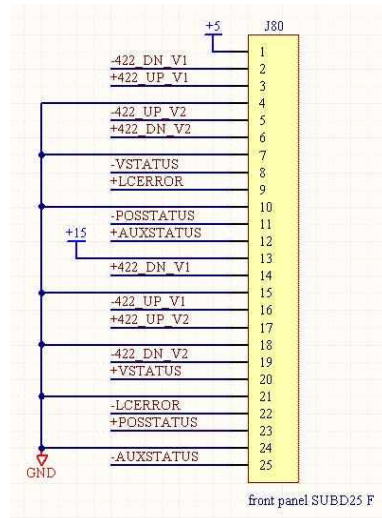 +5 J80
1
-422_DN_V1 2
+422_UP_V1 3
4
-422_UP_V2 5
+422_DN_V2 6
7
-VSTATUS 8
+LCERROR 9
10
-POSSTATUS 11
+15 +AUXSTATUS 12
13
+422_DN_V1 14
15
-422_UP_V1 16
+422_UP_V2 17
18
-422_DN_V2 19
+VSTATUS 20
21
-LCERROR 22
+POSSTATUS 23
24
GND -AUXSTATUS 25
front panel SUBD25 F